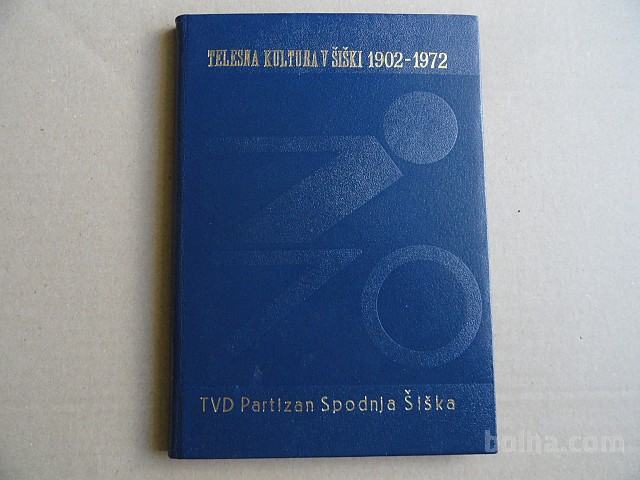 TELESNA KULTURA V ŠIŠKI 1902-1972
TVD Partizan Spodnja Šiška
bolha.com